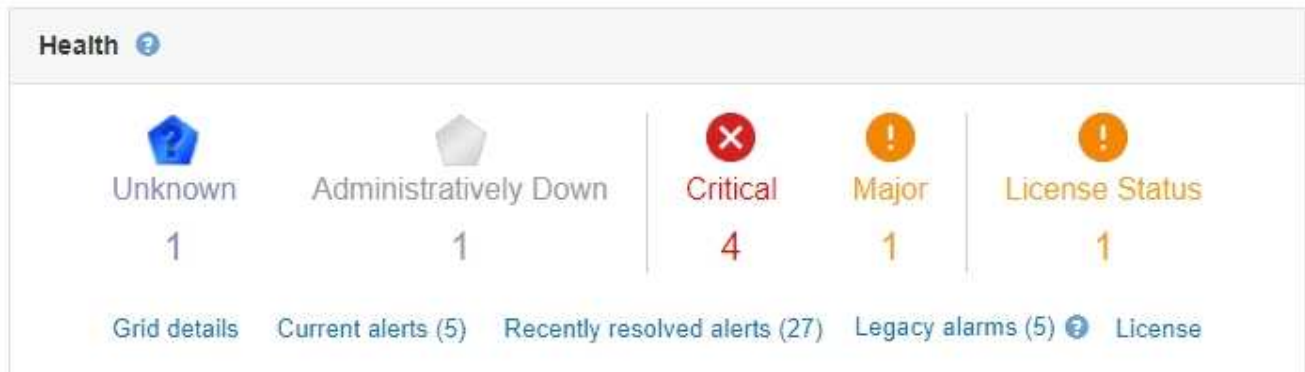 Health ?
Unknown Administratively Down Critical Major License Status
1 1 4 1 1
Grid details Current alerts (5) Recently resolved alerts (27) Legacy alarms (5) ? License